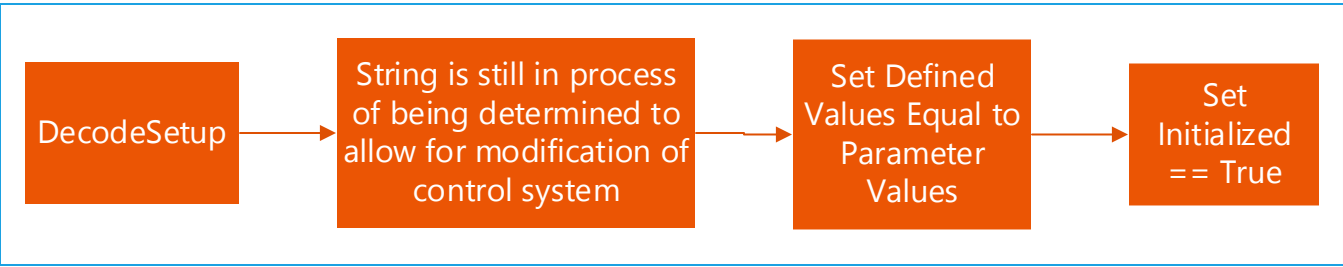 DecodeSetup
String is still in process
of being determined to
allow for modification of
control system
Set Defined
Values Equal to
Parameter
Values
Set
Initialized
== True